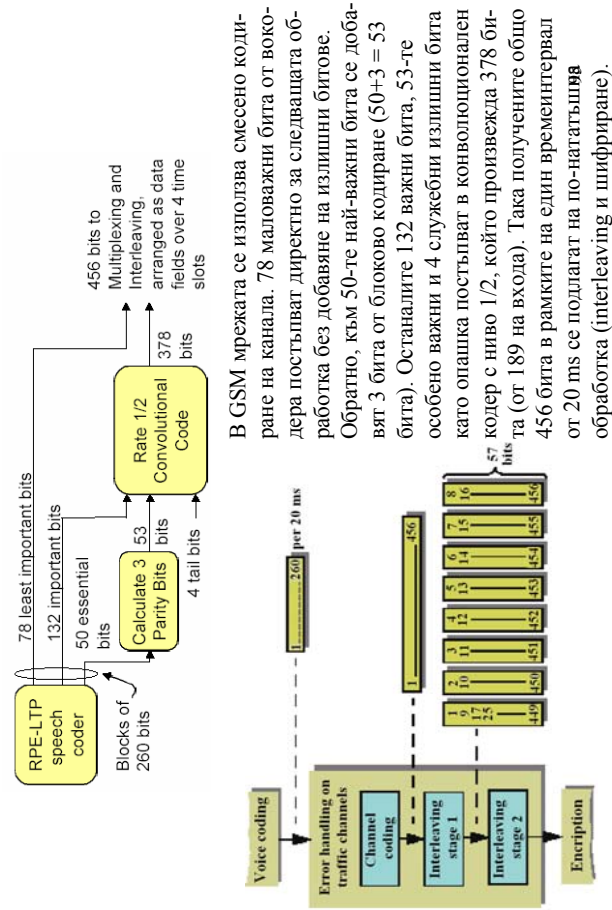 RPE-LTP
speech
coder
78 least important bits
132 important bits
50 essential
bits
Blocks of
260 bits
Calculate 3
Parity Bits
53
bits
4 tail bits
Rate 1/2
Convolutional
Code
378
bits
456 bits to
Multiplexing and
Interleaving,
arranged as data
fields over 4 time
slots
Voice coding
1 260 per 20 ms
Error handling on
traffic channels
Channel
coding
1 456
Interleaving
stage 1
Interleaving
stage 2
Encription
1 2 3 4 5 6 7 8
9 10 11 12 13 14 15 16
17
25
449 450 451 452 453 454 455 456
57
bits
В GSM мрежата се използва смесено коди-
ране на канала. 78 маловажни бита от воко-
дера постъпват директно за следващата об-
работка без добавяне на излишни битове.
Обратно, към 50-те най-важни бита се доба-
вят 3 бита от блоково кодиране (50+3 = 53
бита). Останалите 132 важни бита, 53-те
особено важни и 4 служебни излишни бита
като опашка постъпват в конволюционален
кодер с ниво 1/2, който произвежда 378 би-
та (от 189 на входа). Така получените общо
456 бита в рамките на един времеинтервал
от 20 ms се подлагат на по-нататъшна
обработка (interleaving и шифриране).